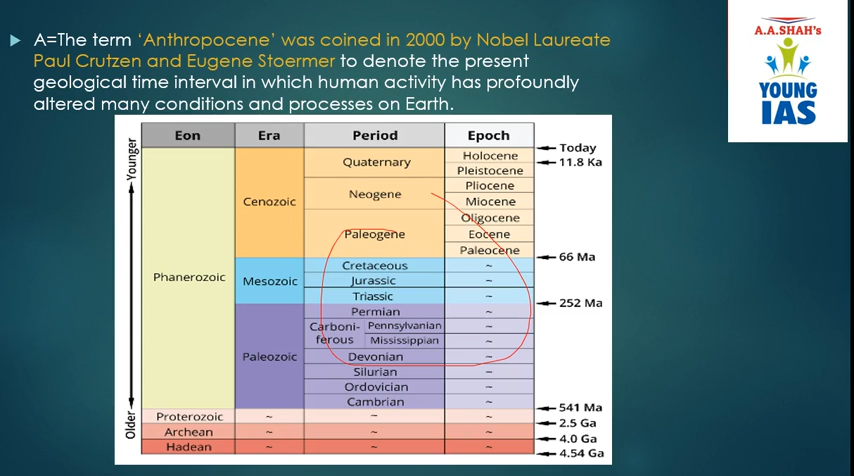 A=The term ‘Anthropocene’ was coined in 2000 by Nobel Laureate
Paul Crutzen and Eugene Stoermer to denote the present
geological time interval in which human activity has profoundly
altered many conditions and processes on Earth.
A.A.SHAH's
YOUNG
IAS
Eon Era Period Epoch
Younger
Older
Today
11.8 Ka
66 Ma
252 Ma
541 Ma
2.5 Ga
4.0 Ga
4.54 Ga
Phanerozoic
Cenozoic
Quaternary
Holocene
Pleistocene
Neogene
Pliocene
Miocene
Paleogene
Oligocene
Eocene
Paleocene
Mesozoic
Cretaceous ~
Jurassic ~
Triassic ~
Paleozoic
Permian ~
Carboni-
ferous
Pennsylvanian ~
Mississippian ~
Devonian ~
Silurian ~
Ordovician ~
Cambrian ~
Proterozoic ~ ~ ~
Archean ~ ~ ~
Hadean ~ ~ ~